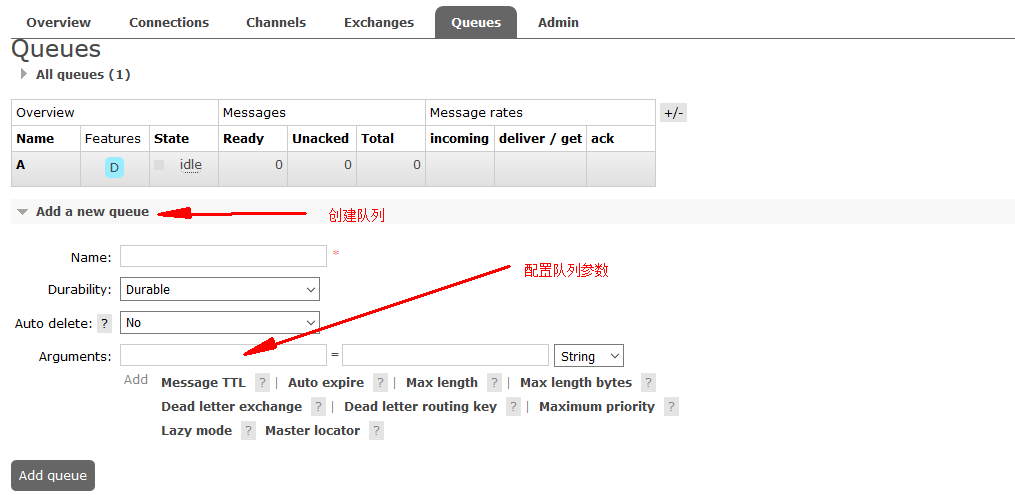 Overview Connections Channels Exchanges Queues Admin
Queues
All queues (1)
Overview Messages Message rates +/-
Name Features State Ready Unacked Total incoming deliver / get ack
A D idle 0 0 0
Add a new queue 创建队列
Name: *
配置队列参数
Durability: Durable
Auto delete: ? No
Arguments: = String
Add Message TTL ? | Auto expire ? | Max length ? | Max length bytes ?
Dead letter exchange ? | Dead letter routing key ? | Maximum priority ?
Lazy mode ? Master locator ?
Add queue